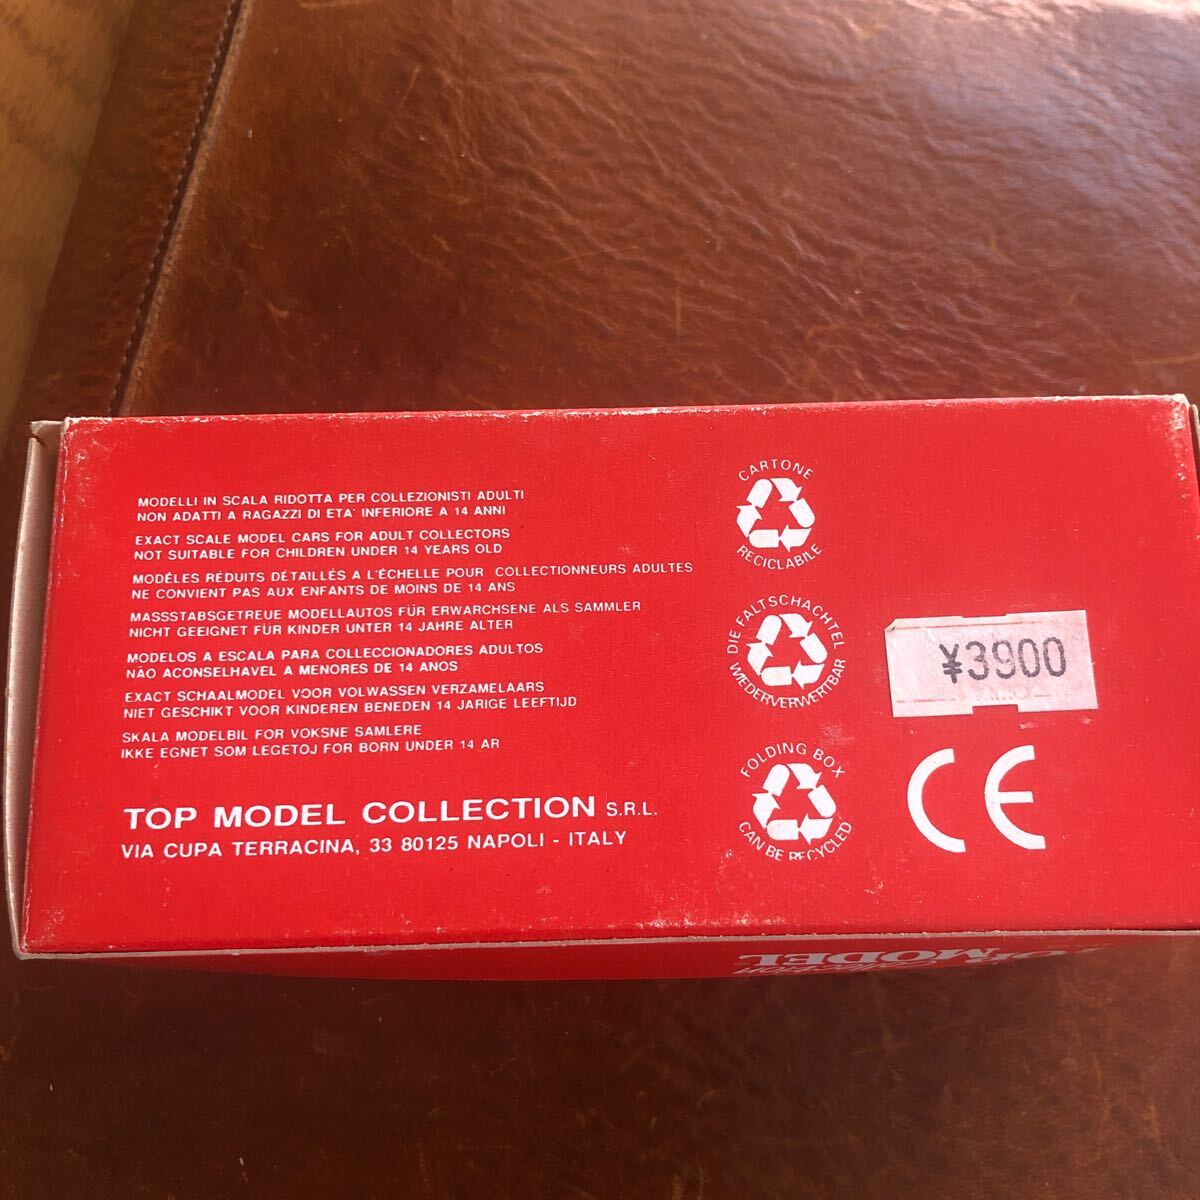 MODELLI IN SCALA RIDOTTA PER COLLEZIONISTI ADULTI
NON ADATTI A RAGAZZI DI ETA' INFERIORE A 14 ANNI
EXACT SCALE MODEL CARS FOR ADULT COLLECTORS
NOT SUITABLE FOR CHILDREN UNDER 14 YEARS OLD
MODÉLES RÉDUITS DÉTAILLÉS A L'ÉCHELLE POUR COLLECTIONNEURS ADULTES
NE CONVIENT PAS AUX ENFANTS DE MOINS DE 14 ANS
MASSSTABSGETREUE MODELLAUTOS FÜR ERWARCHSENE ALS SAMMLER
NICHT GEEIGNET FÜR KINDER UNTER 14 JAHRE ALTER
MODELOS A ESCALA PARA COLLECCIONADORES ADULTOS
NÃO ACONSELHAVEL A MENORES DE 14 ANOS
EXACT SCHAALMODEL VOOR VOLWASSEN VERZAMELAARS
NIET GESCHIKT VOOR KINDEREN BENEDEN 14 JARIGE LEEFTIJD
SKALA MODELBIL FOR VOKSNE SAMLERE
IKKE EGNET SOM LEGETOJ FOR BORN UNDER 14 AR
TOP MODEL COLLECTION S.R.L.
VIA CUPA TERRACINA, 33 80125 NAPOLI - ITALY
CARTONE
RECICLABILE
DIE FALTSCHACHTEL
WIEDERVERWERTBAR
FOLDING BOX
CAN BE RECYCLED
¥3900
CE
MODEL